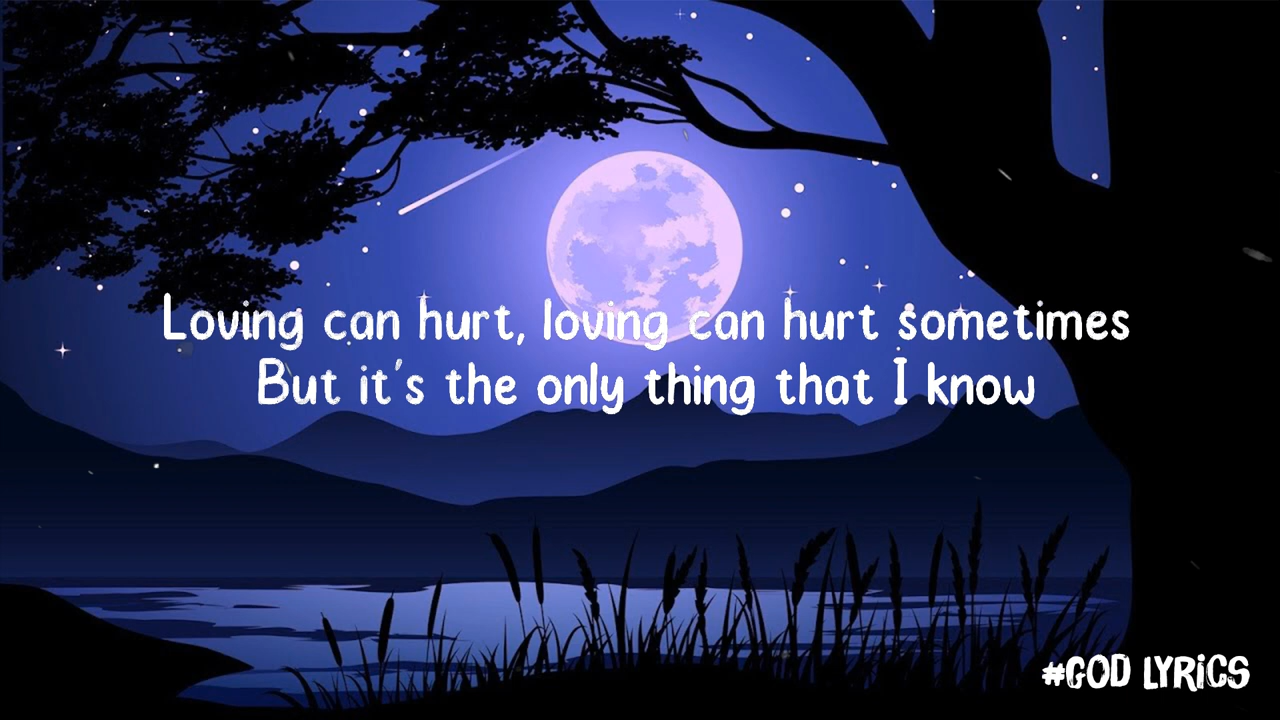 Loving can hurt, loving can hurt sometimes
But it's the only thing that I know
#GOD LYRiCS